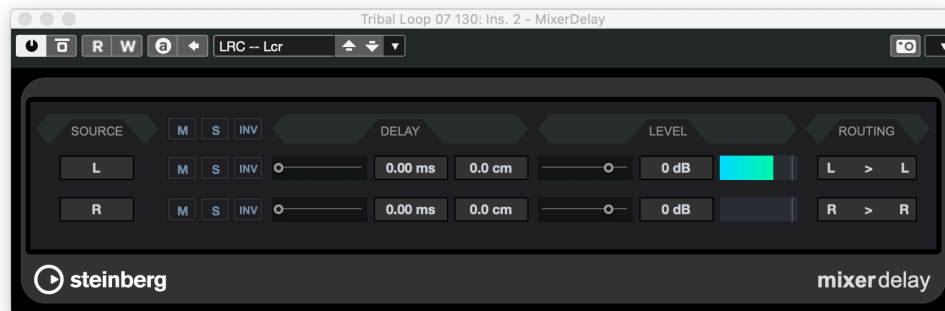 Tribal Loop 07 130: Ins. 2 - MixerDelay
R W a LRC -- Lcr
SOURCE M S INV DELAY LEVEL ROUTING
L M S INV 0.00 ms 0.0 cm 0 dB L > L
R M S INV 0.00 ms 0.0 cm 0 dB R > R
steinberg mixerdelay